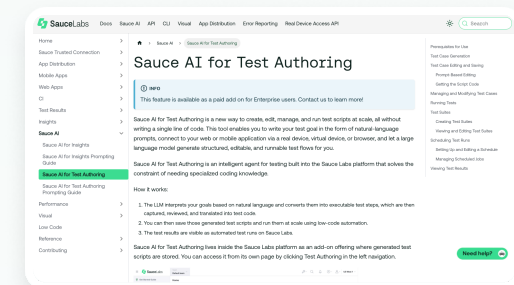 SauceLabs
Docs Sauce AI API CLI Visual App Distribution Error Reporting Real Device Access API
Search
Home
Sauce Trusted Connection
App Distribution
Mobile Apps
Web Apps
CI
Test Results
Insights
Sauce AI
Sauce AI for Insights
Sauce AI for Insights Prompting
Guide
Sauce AI for Test Authoring
Sauce AI for Test Authoring
Prompting Guide
Performance
Visual
Low Code
Reference
Contributing
Sauce AI
Sauce AI for Test Authoring
Sauce AI for Test Authoring
INFO
This feature is available as a paid add on for Enterprise users. Contact us to learn more!
Sauce AI for Test Authoring is a new way to create, edit, manage, and run test scripts at scale, all without
writing a single line of code. This tool enables you to write your test goal in the form of natural-language
prompts, connect to your web or mobile application via a real device, virtual device, or browser, and let a large
language model generate structured, editable, and runnable test flows for you.
Sauce AI for Test Authoring is an intelligent agent for testing built into the Sauce Labs platform that solves the
constraint of needing specialized coding knowledge.
How it works:
1. The LLM interprets your goals based on natural language and converts them into executable test steps, which are then
captured, reviewed, and translated into test code.
2. You can then save those generated test scripts and run them at scale using low-code automation.
3. The test results are visible as automated test runs on Sauce Labs.
Sauce AI for Test Authoring lives inside the Sauce Labs platform as an add-on offering where generated test
scripts are stored. You can access it from its own page by clicking Test Authoring in the left navigation.
SauceLabs
Prerequisites for Use
Test Case Generation
Test Case Editing and Saving
Prompt-Based Editing
Getting the Script Code
Managing and Modifying Test Cases
Running Tests
Test Suites
Creating Test Suites
Viewing and Editing Test Suites
Scheduling Test Runs
Setting Up and Editing a Schedule
Managing Scheduled Jobs
Viewing Test Results
Need help?